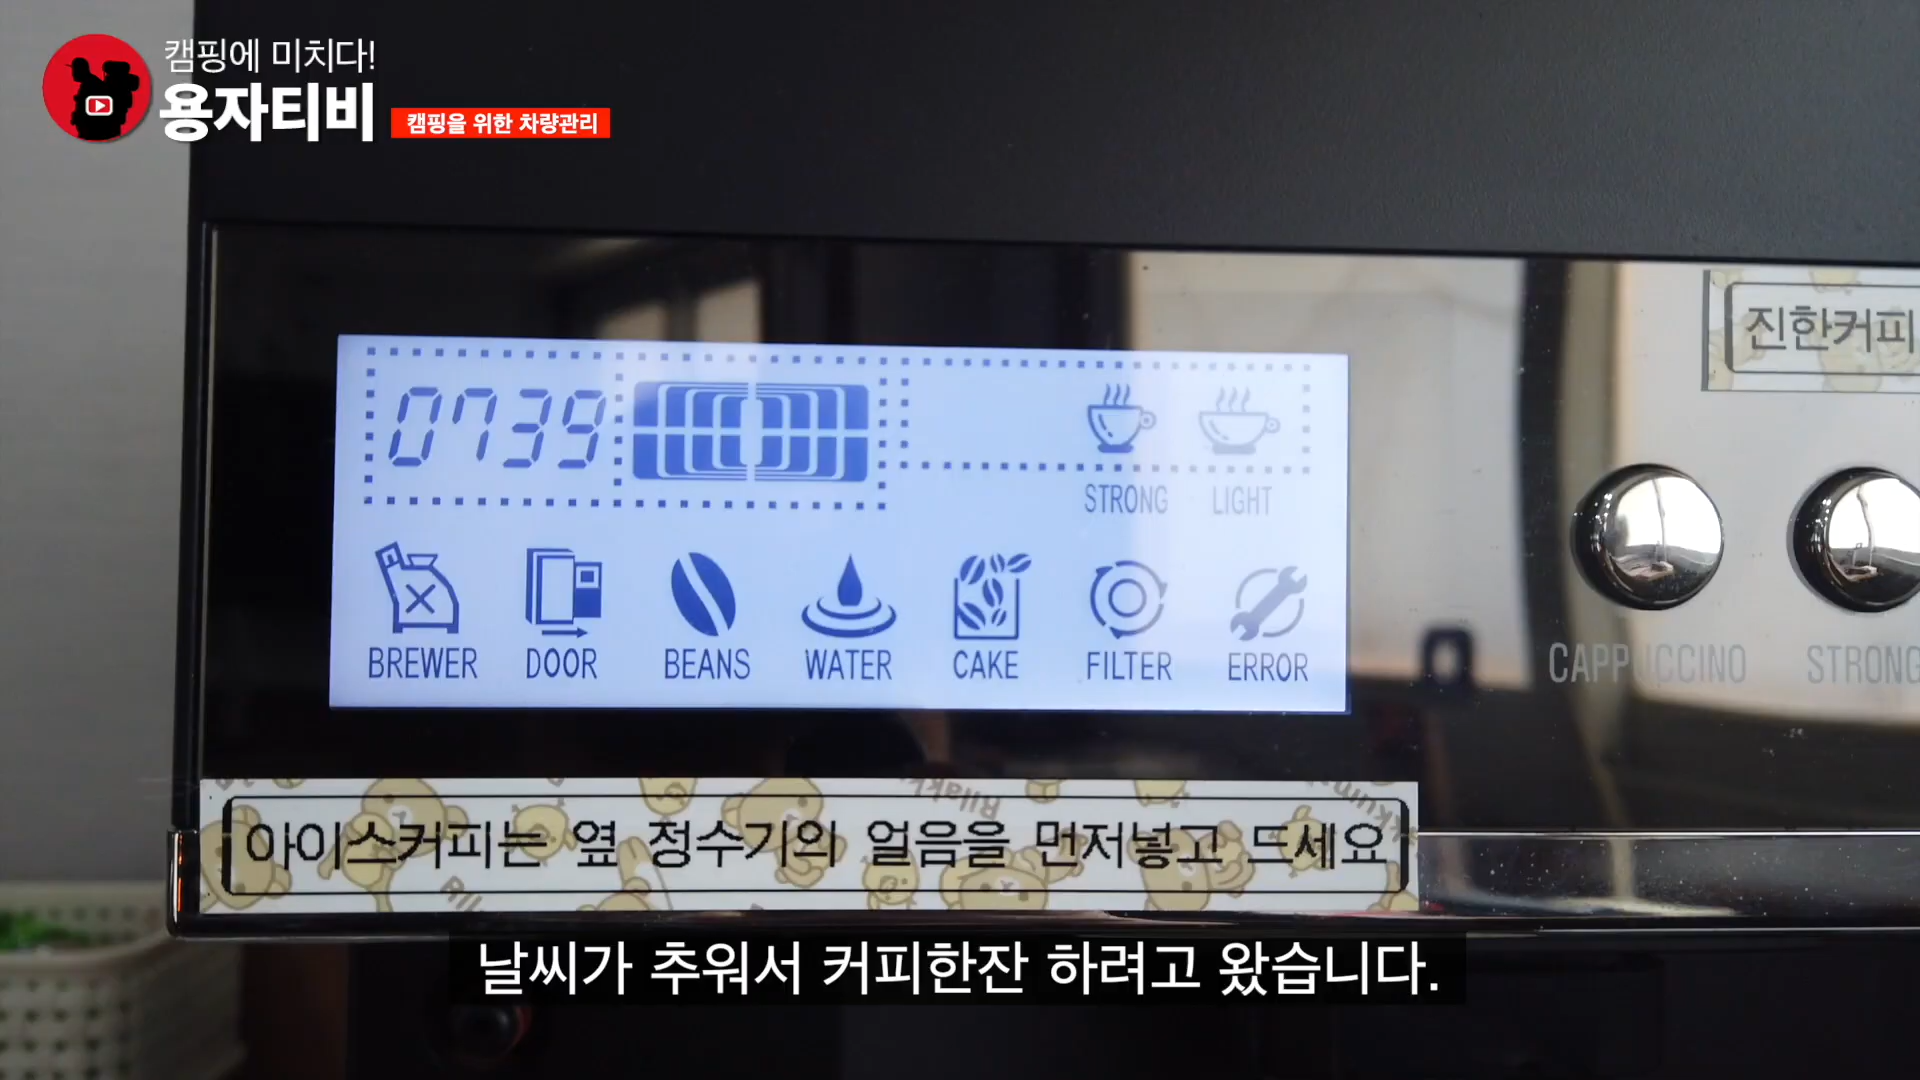 캠핑에 미치다!
용자티비
캠핑을 위한 차량관리
진한커피
0739
STRONG LIGHT
BREWER DOOR BEANS WATER CAKE FILTER ERROR
CAPPUCCINO STRONG
아이스커피는 옆 정수기의 얼음을 먼저넣고 드세요
날씨가 추워서 커피한잔 하려고 왔습니다.